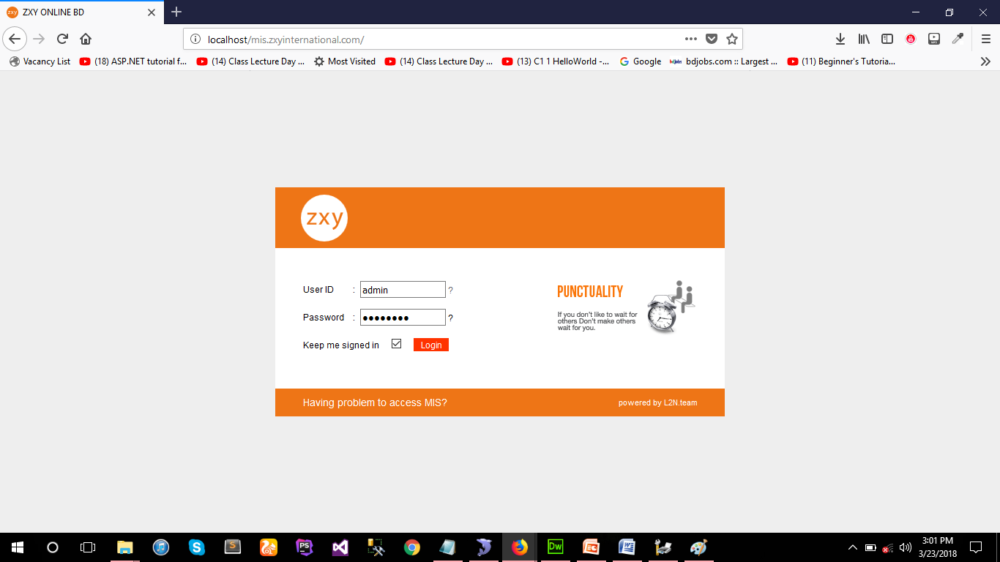 ZXY ONLINE BD
localhost/mis.zxyinternational.com/
Vacancy List
(18) ASP.NET tutorial f...
(14) Class Lecture Day ...
Most Visited
(14) Class Lecture Day ...
(13) C1 1 HelloWorld -...
Google
bdjobs.com :: Largest ...
(11) Beginner's Tutoria...
zxy
User ID : admin ?
Password : ●●●●●●●● ?
Keep me signed in
Login
PUNCTUALITY
If you don't like to wait for
others Don't make others
wait for you.
Having problem to access MIS?
powered by L2N.team
3:01 PM
3/23/2018